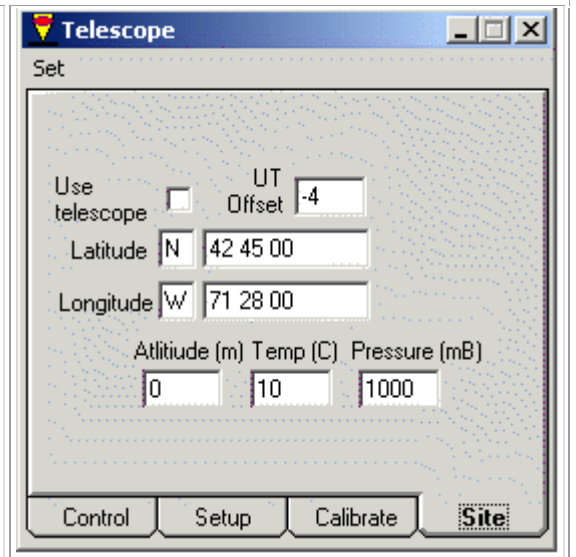 Telescope
Set
Use telescope
UT Offset
-4
Latitude N 42 45 00
Longitude W 71 28 00
Atlitiude (m) Temp (C) Pressure (mB)
0 10 1000
Control Setup Calibrate Site